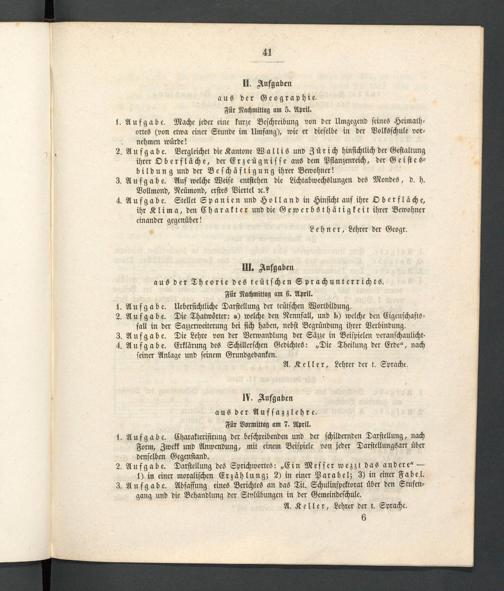 41
II. Aufgaben
aus der Geographie.
Für Nachmittag am 5. April.
1. Aufgabe. Mache jeder eine kurze Beschreibung von der Umgegend seines Heimath-
ortes (von etwa einer Stunde im Umfang), wie er dieselbe in der Volksschule vor-
nehmen würde!
2. Aufgabe. Vergleichet die Kantone Wallis und Zürich hinsichtlich der Gestaltung
ihrer Oberfläche, der Erzeugnisse aus dem Pflanzenreich, der Geistes-
bildung und der Beschäftigung ihrer Bewohner!
3. Aufgabe. Auf welche Weise entstehen die Lichtabwechslungen des Mondes, d. h.
Vollmond, Neümond, erstes Viertel ꝛc.?
4. Aufgabe. Stellet Spanien und Holland in Hinsicht auf ihre Oberfläche,
ihr Klima, den Charakter und die Gewerbsthätigkeit ihrer Bewohner
einander gegenüber!
Lehner, Lehrer der Geogr.
III. Aufgaben
aus der Theorie des teütschen Sprachunterrichts.
Für Nachmittag am 6. April.
1. Aufgabe. Uebersichtliche Darstellung der teütschen Wortbildung.
2. Aufgabe. Die Thatwörter: a) welche den Nennfall, und b) welche den Eigenschafts-
fall in der Sazerweiterung bei sich haben, nebst Begründung ihrer Verbindung.
3. Aufgabe. Die Lehre von der Verwandlung der Säze in Beispielen veranschaulicht.
4. Aufgabe. Erklärung des Schillerschen Gedichtes: „Die Theilung der Erde“, nach
seiner Anlage und seinem Grundgedanken.
A. Keller, Lehrer der t. Sprache.
IV. Aufgaben
aus der Aufsazlehre.
Für Vormittag am 7. April.
1. Aufgabe. Charakterisirung der beschreibenden und der schildernden Darstellung, nach
Form, Zwekk und Anwendung, mit einem Beispiele von jeder Darstellungsart über
denselben Gegenstand.
2. Aufgabe. Darstellung des Sprichwortes: „Ein Messer wezzt das andere“ —
1) in einer moralischen Erzählung; 2) in einer Parabel; 3) in einer Fabel.
3. Aufgabe. Abfassung eines Berichtes an das Tit. Schulinspektorat über den Stufen-
gang und die Behandlung der Stylübungen in der Gemeindeschule.
A. Keller, Lehrer der t. Sprache.
6